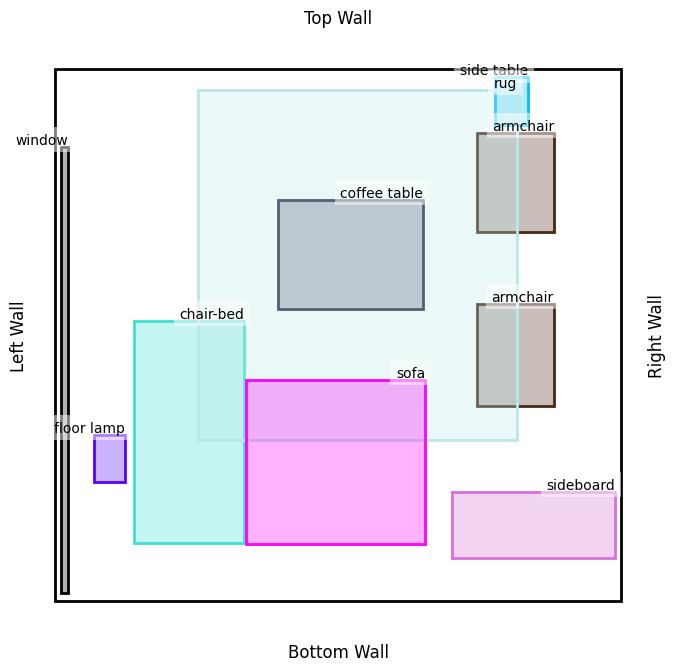 Top Wall
side table
rug
armchair
window
coffee table
armchair
chair-bed
Left Wall
Right Wall
sofa
floor lamp
sideboard
Bottom Wall